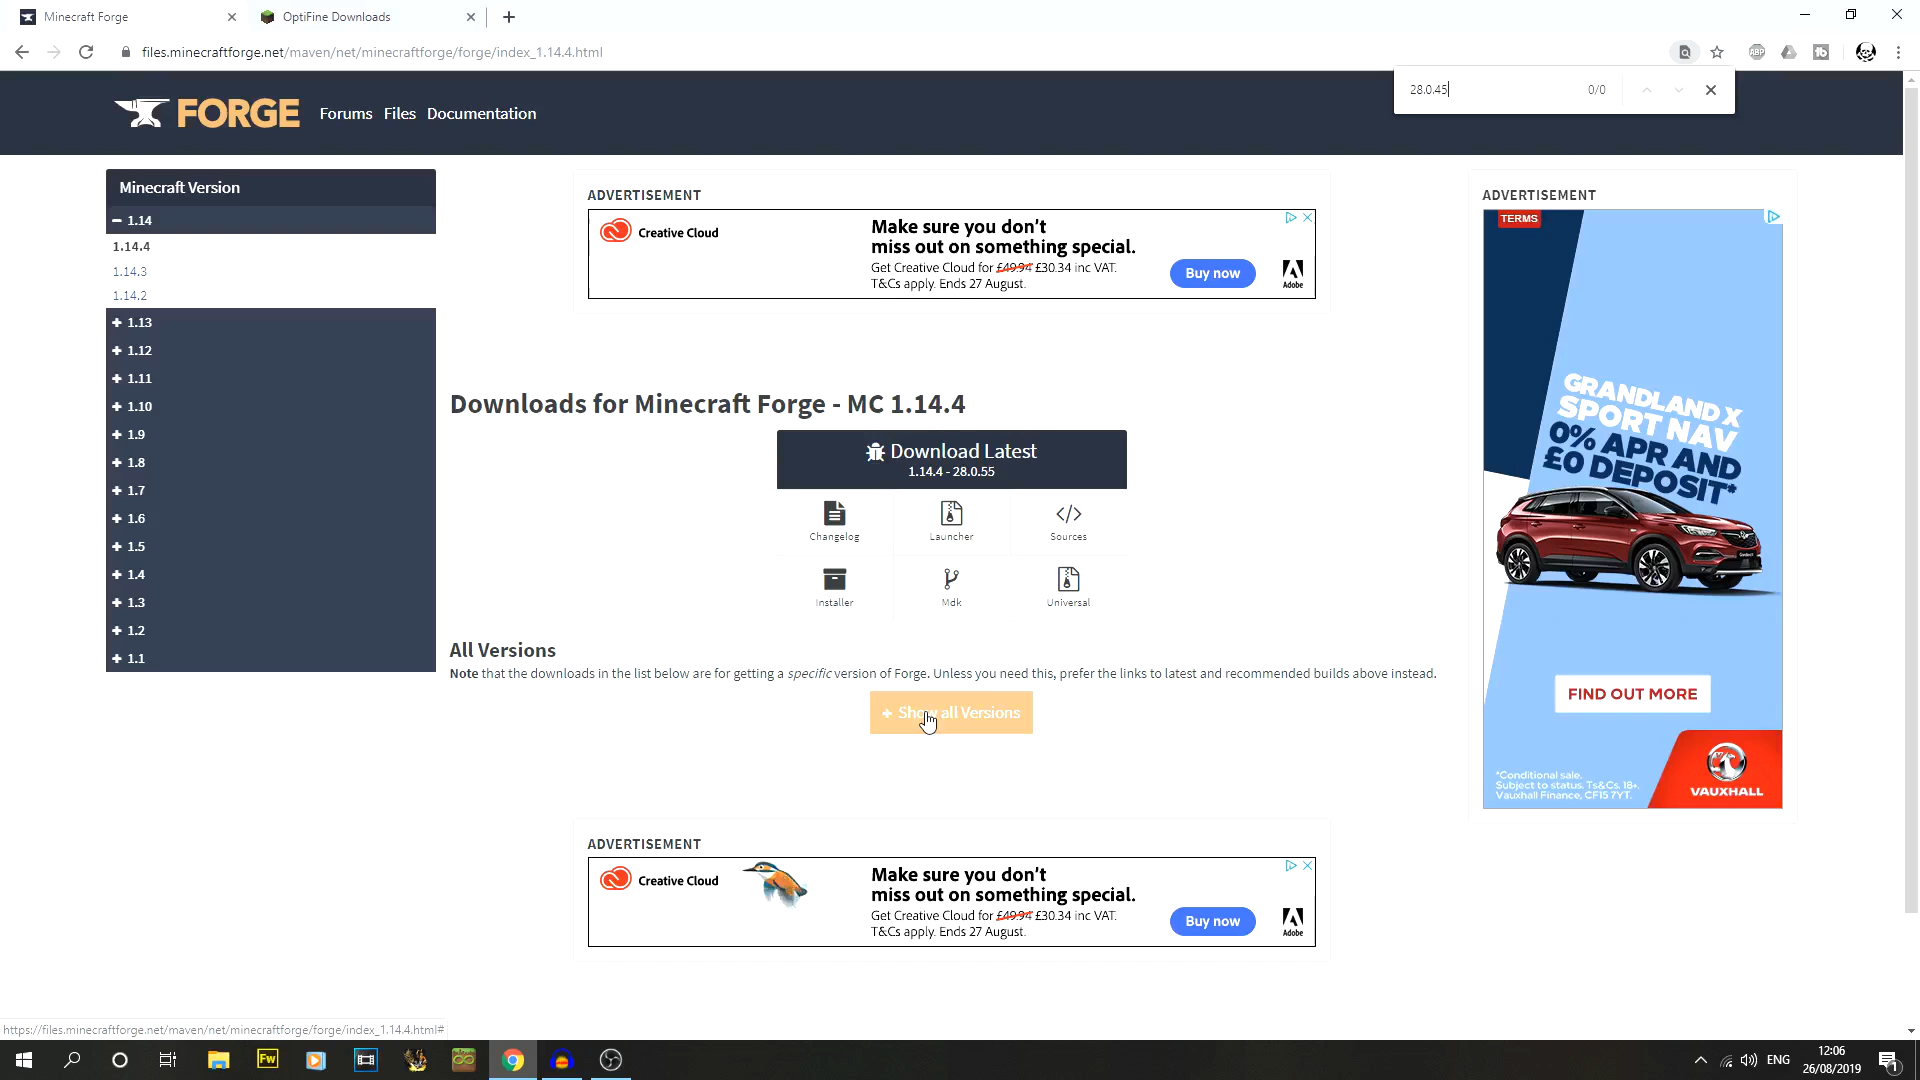 Minecraft Forge
OptiFine Downloads
files.minecraftforge.net/maven/net/minecraftforge/forge/index_1.14.4.html
ABP
28.0.45
0/0
FORGE
Forums Files Documentation
Minecraft Version
1.14
1.14.4
1.14.3
1.14.2
1.13
1.12
1.11
1.10
1.9
1.8
1.7
1.6
1.5
1.4
1.3
1.2
1.1
ADVERTISEMENT
Creative Cloud
Make sure you don't
miss out on something special.
Get Creative Cloud for £49.94 £30.34 inc VAT.
T&Cs apply. Ends 27 August.
Buy now
Adobe
Downloads for Minecraft Forge - MC 1.14.4
Download Latest
1.14.4 - 28.0.55
Changelog
Launcher
Sources
Installer
Mdk
Universal
All Versions
Note that the downloads in the list below are for getting a specific version of Forge. Unless you need this, prefer the links to latest and recommended builds above instead.
Show all Versions
ADVERTISEMENT
Creative Cloud
Make sure you don't
miss out on something special.
Get Creative Cloud for £49.94 £30.34 inc VAT.
T&Cs apply. Ends 27 August.
Buy now
Adobe
ADVERTISEMENT
TERMS
GRANDLAND X
SPORT NAV
0% APR AND
£0 DEPOSIT*
FIND OUT MORE
*Conditional sale.
Subject to status. Ts&Cs. 18+.
Vauxhall Finance, CF15 7YT.
VAUXHALL
https://files.minecraftforge.net/maven/net/minecraftforge/forge/index_1.14.4.html#
Fw
ENG
12:06
26/08/2019
1